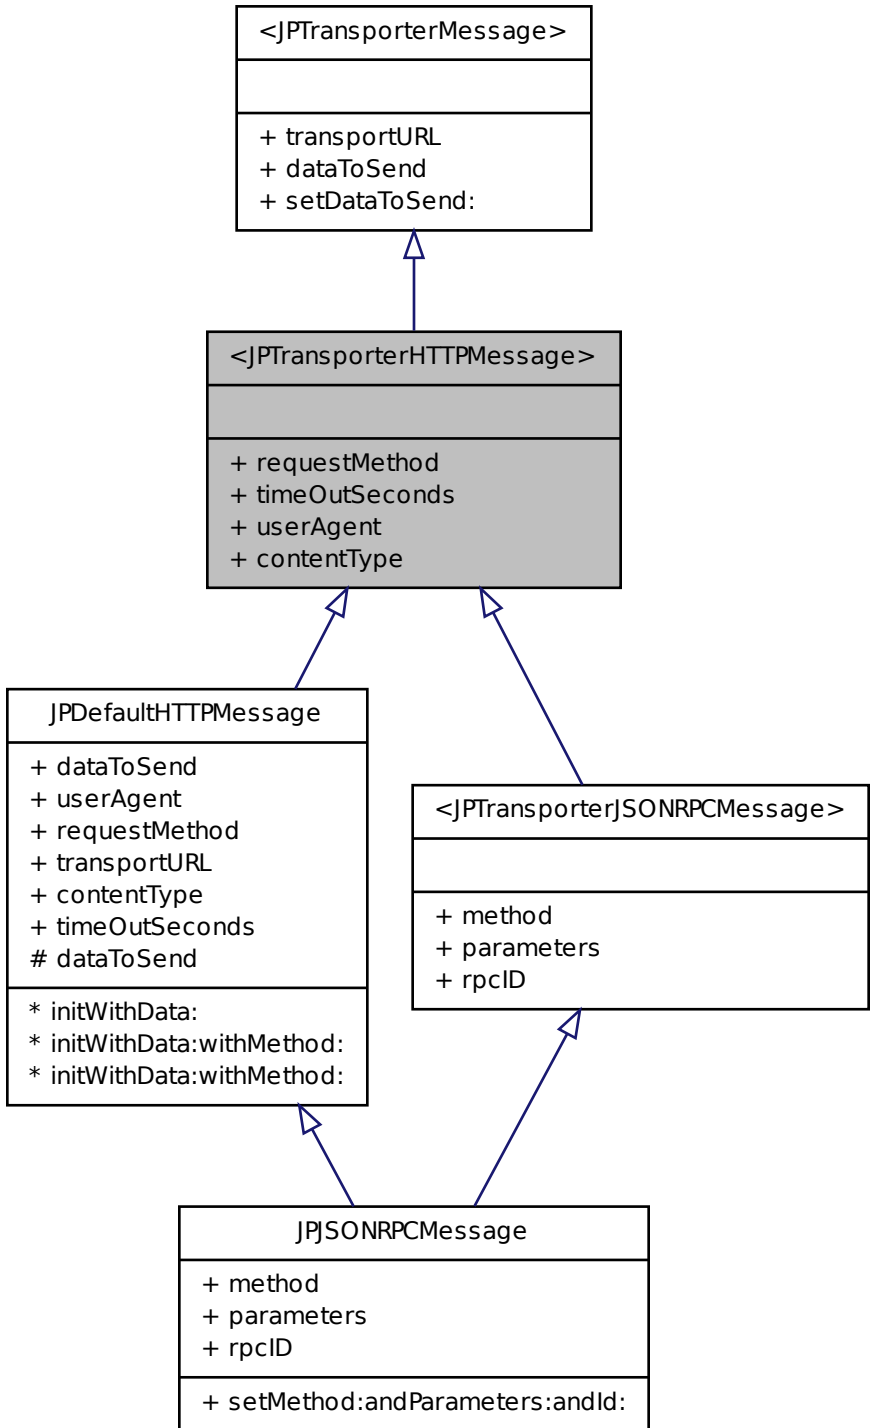 <JPTransporterMessage>
+ transportURL
+ dataToSend
+ setDataToSend:
<JPTransporterHTTPMessage>
+ requestMethod
+ timeOutSeconds
+ userAgent
+ contentType
JPDefaultHTTPMessage
+ dataToSend
+ userAgent
+ requestMethod
+ transportURL
+ contentType
+ timeOutSeconds
# dataToSend
* initWithData:
* initWithData:withMethod:
* initWithData:withMethod:
<JPTransporterJSONRPCMessage>
+ method
+ parameters
+ rpcID
JPJSONRPCMessage
+ method
+ parameters
+ rpcID
+ setMethod:andParameters:andId: